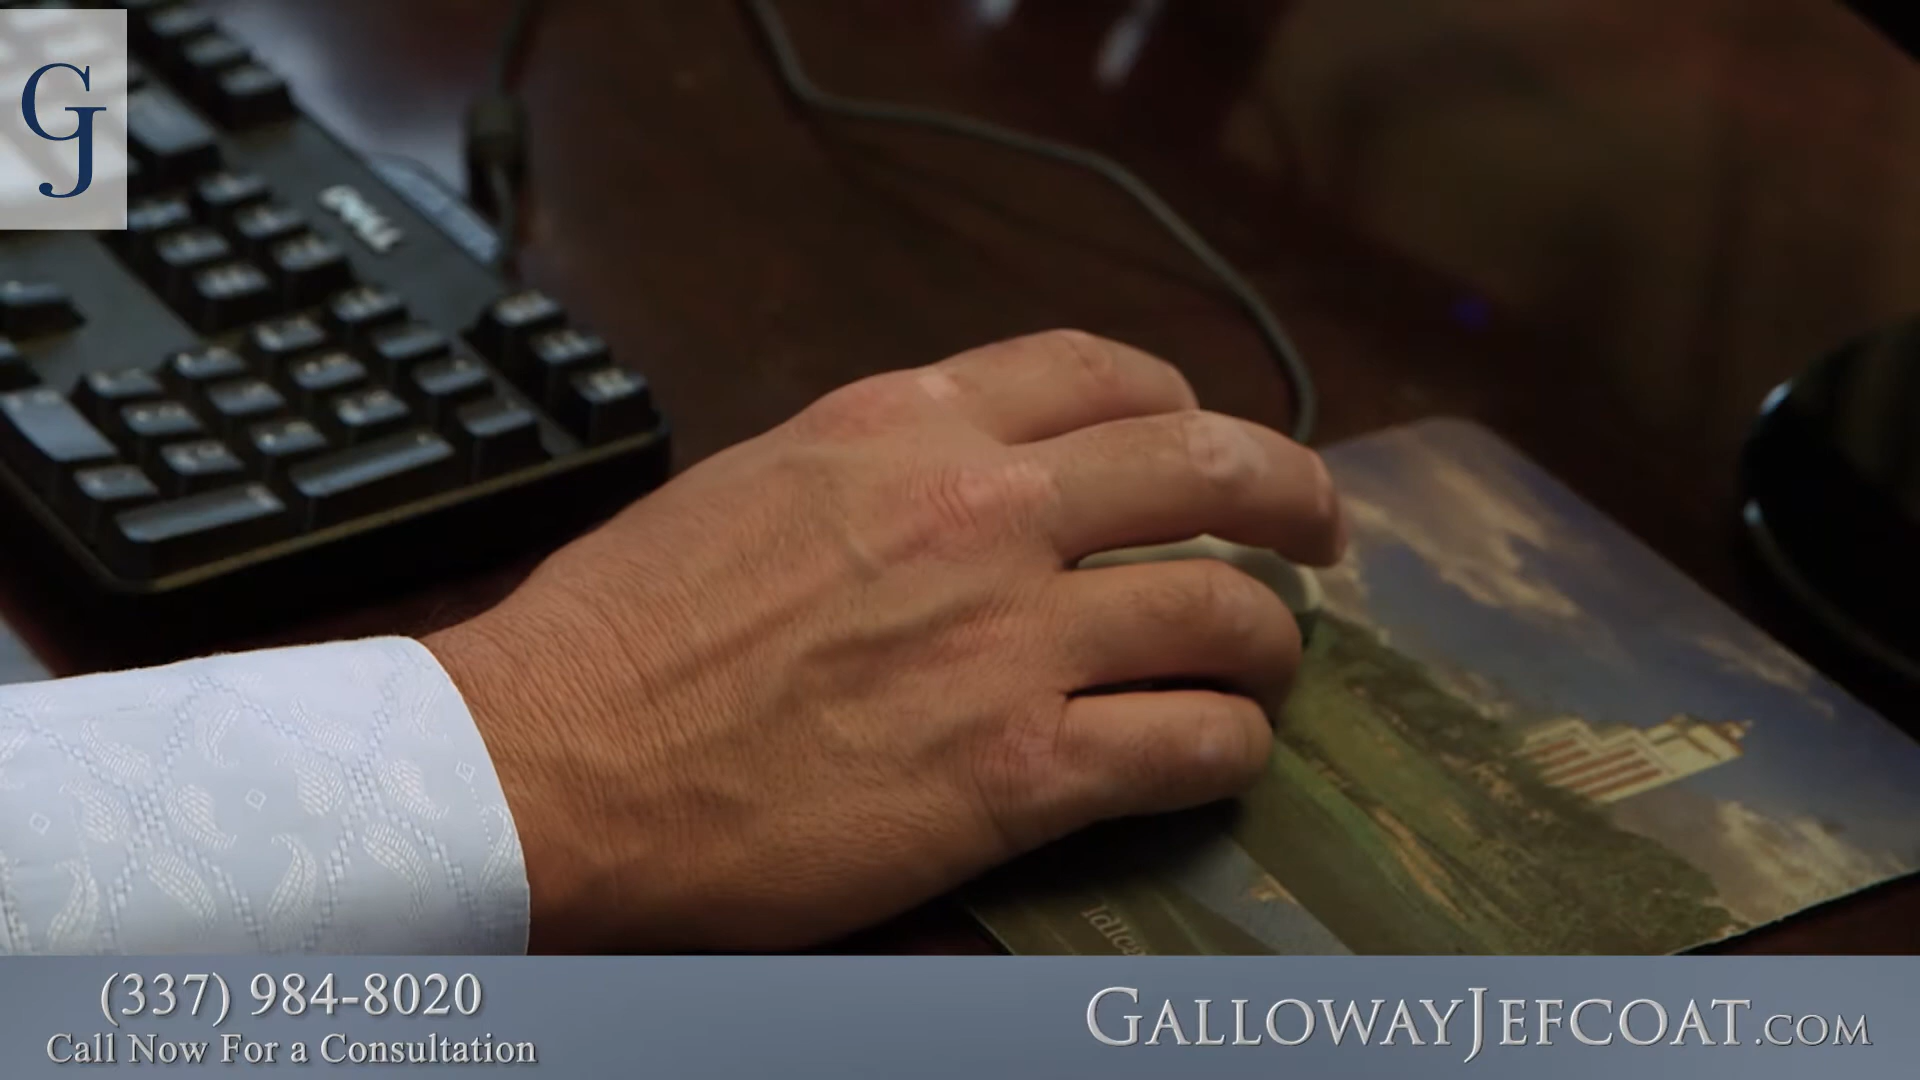 GJ
DELL
(337) 984-8020
Call Now For a Consultation
GALLOWAYJEFCOAT.COM